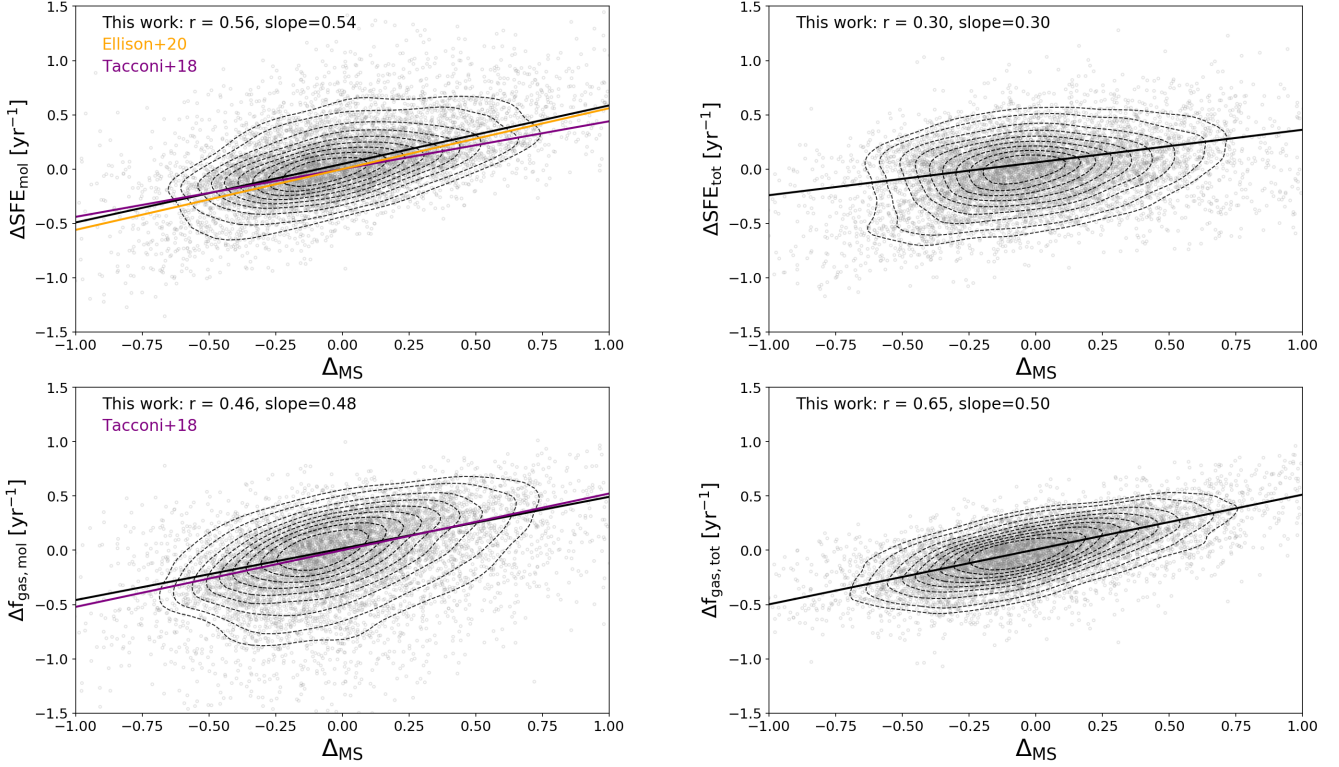 This work: r = 0.56, slope=0.54
Ellison+20
Tacconi+18
1.5
1.0
0.5
0.0
−0.5
−1.0
−1.5
ΔSFEmol [yr−1]
−1.00 −0.75 −0.50 −0.25 0.00 0.25 0.50 0.75 1.00
ΔMS
This work: r = 0.30, slope=0.30
1.5
1.0
0.5
0.0
−0.5
−1.0
−1.5
ΔSFEtot [yr−1]
−1.00 −0.75 −0.50 −0.25 0.00 0.25 0.50 0.75 1.00
ΔMS
This work: r = 0.46, slope=0.48
Tacconi+18
1.5
1.0
0.5
0.0
−0.5
−1.0
−1.5
Δfgas, mol [yr−1]
−1.00 −0.75 −0.50 −0.25 0.00 0.25 0.50 0.75 1.00
ΔMS
This work: r = 0.65, slope=0.50
1.5
1.0
0.5
0.0
−0.5
−1.0
−1.5
Δfgas, tot [yr−1]
−1.00 −0.75 −0.50 −0.25 0.00 0.25 0.50 0.75 1.00
ΔMS